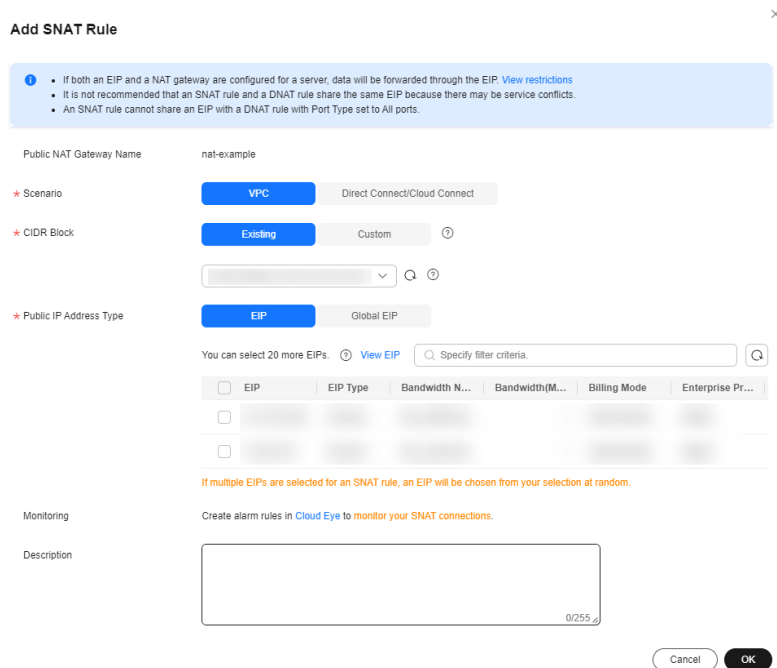 Add SNAT Rule
If both an EIP and a NAT gateway are configured for a server, data will be forwarded through the EIP. View restrictions
It is not recommended that an SNAT rule and a DNAT rule share the same EIP because there may be service conflicts.
An SNAT rule cannot share an EIP with a DNAT rule with Port Type set to All ports.
Public NAT Gateway Name nat-example
* Scenario VPC Direct Connect/Cloud Connect
* CIDR Block Existing Custom
* Public IP Address Type EIP Global EIP
You can select 20 more EIPs. View EIP Specify filter criteria.
EIP EIP Type Bandwidth N... Bandwidth(M... Billing Mode Enterprise Pr...
If multiple EIPs are selected for an SNAT rule, an EIP will be chosen from your selection at random.
Monitoring Create alarm rules in Cloud Eye to monitor your SNAT connections.
Description
0/255
Cancel OK